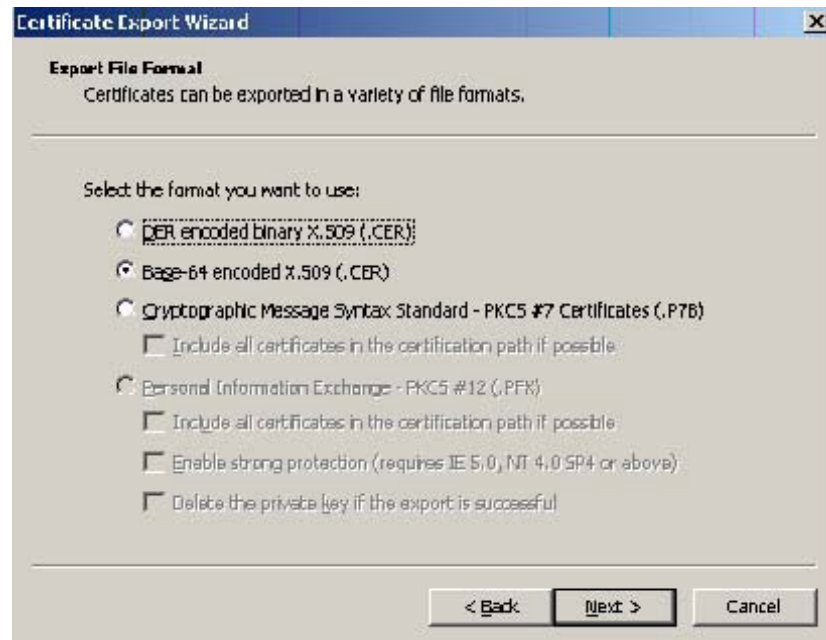 Certificate Export Wizard
Export File Format
Certificates can be exported in a variety of file formats.
Select the format you want to use:
DER encoded binary X.509 (.CER)
Base-64 encoded X.509 (.CER)
Cryptographic Message Syntax Standard - PKCS #7 Certificates (.P7B)
Include all certificates in the certification path if possible
Personal Information Exchange - PKCS #12 (.PFX)
Include all certificates in the certification path if possible
Enable strong protection (requires IE 5.0, NT 4.0 SP4 or above)
Delete the private key if the export is successful
< Back Next > Cancel